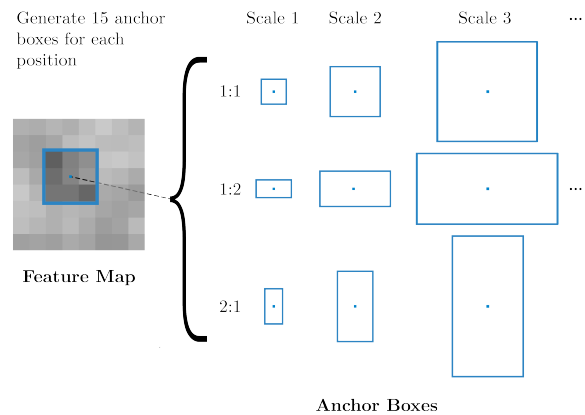 Generate 15 anchor
boxes for each
position
Scale 1 Scale 2 Scale 3 ...
1:1
1:2 ...
2:1
Feature Map
Anchor Boxes